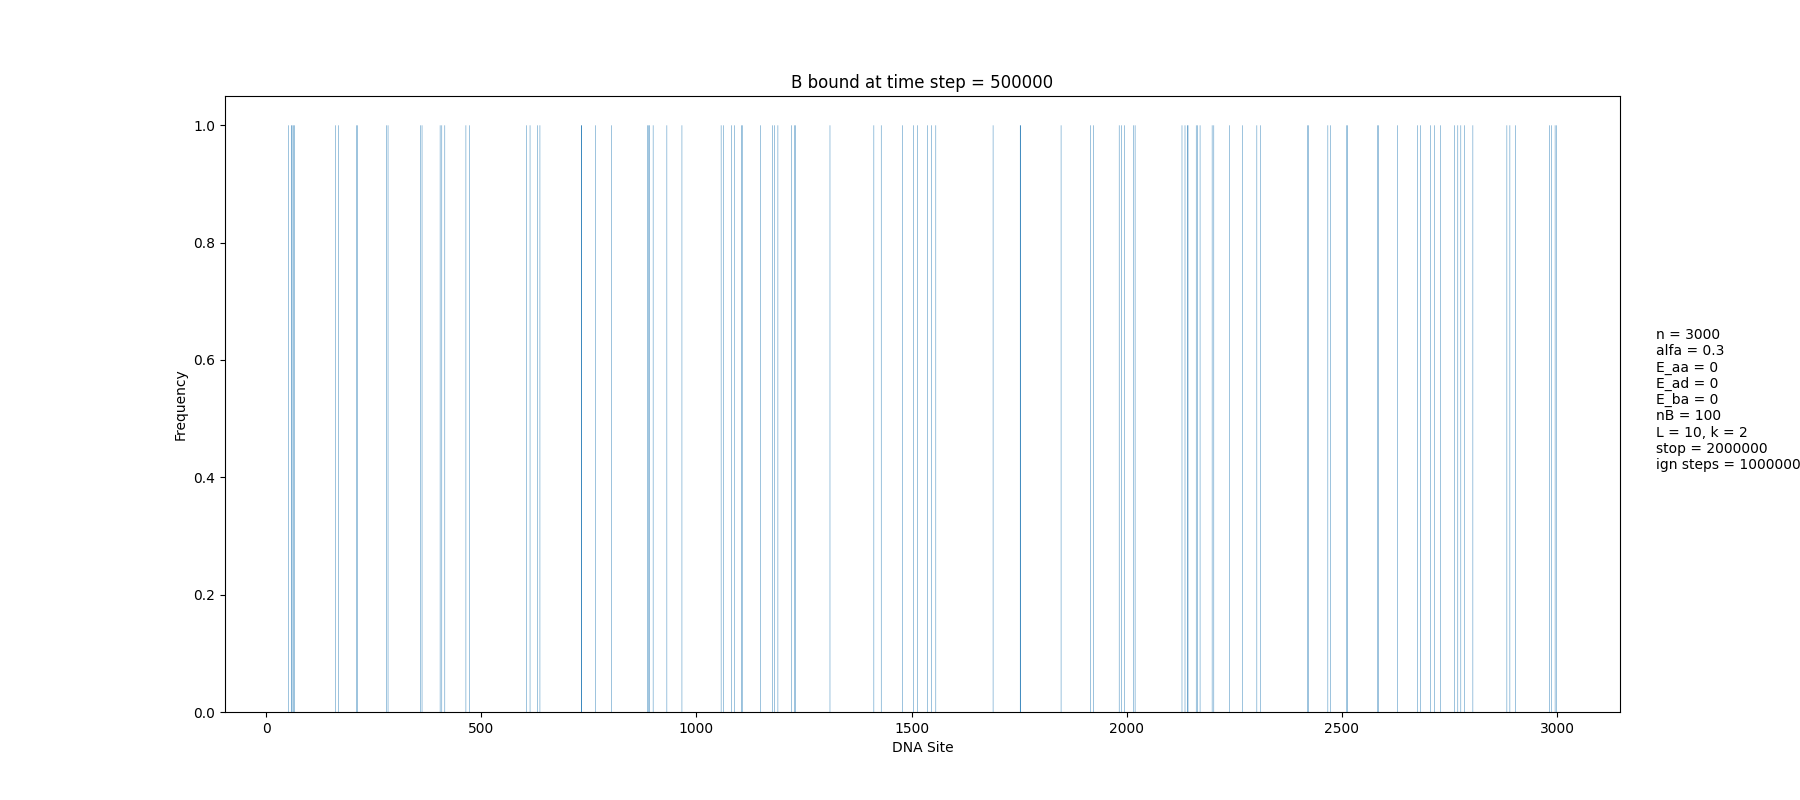 B bound at time step = 500000
1.0
0.8
0.6
0.4
0.2
0.0
Frequency
0 500 1000 1500 2000 2500 3000
DNA Site
n = 3000
alfa = 0.3
E_aa = 0
E_ad = 0
E_ba = 0
nB = 100
L = 10, k = 2
stop = 2000000
ign steps = 1000000